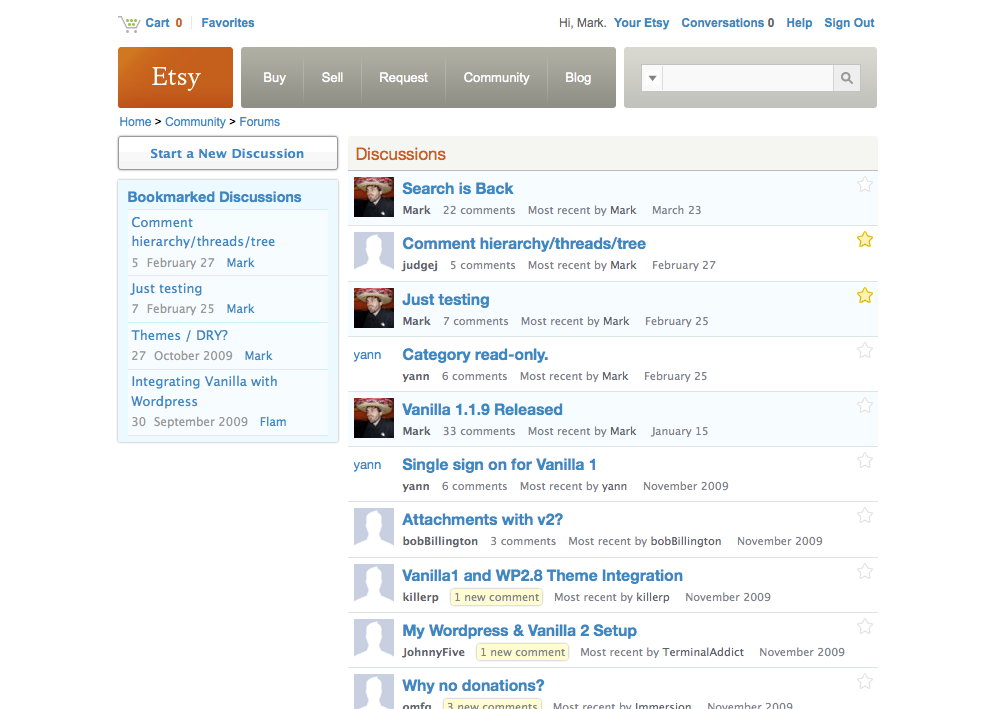 Cart 0 Favorites
Hi, Mark. Your Etsy Conversations 0 Help Sign Out
Etsy
Buy Sell Request Community Blog
Home > Community > Forums
Start a New Discussion
Bookmarked Discussions
Comment
hierarchy/threads/tree
5 February 27 Mark
Just testing
7 February 25 Mark
Themes / DRY?
27 October 2009 Mark
Integrating Vanilla with
Wordpress
30 September 2009 Flam
Discussions
Search is Back
Mark 22 comments Most recent by Mark March 23
Comment hierarchy/threads/tree
judgej 5 comments Most recent by Mark February 27
Just testing
Mark 7 comments Most recent by Mark February 25
yann
Category read-only.
yann 6 comments Most recent by Mark February 25
Vanilla 1.1.9 Released
Mark 33 comments Most recent by Mark January 15
yann
Single sign on for Vanilla 1
yann 6 comments Most recent by yann November 2009
Attachments with v2?
bobBillington 3 comments Most recent by bobBillington November 2009
Vanilla1 and WP2.8 Theme Integration
killerp 1 new comment Most recent by killerp November 2009
My Wordpress & Vanilla 2 Setup
JohnnyFive 1 new comment Most recent by TerminalAddict November 2009
Why no donations?
omfg 3 new comments Most recent by Immersion November 2009